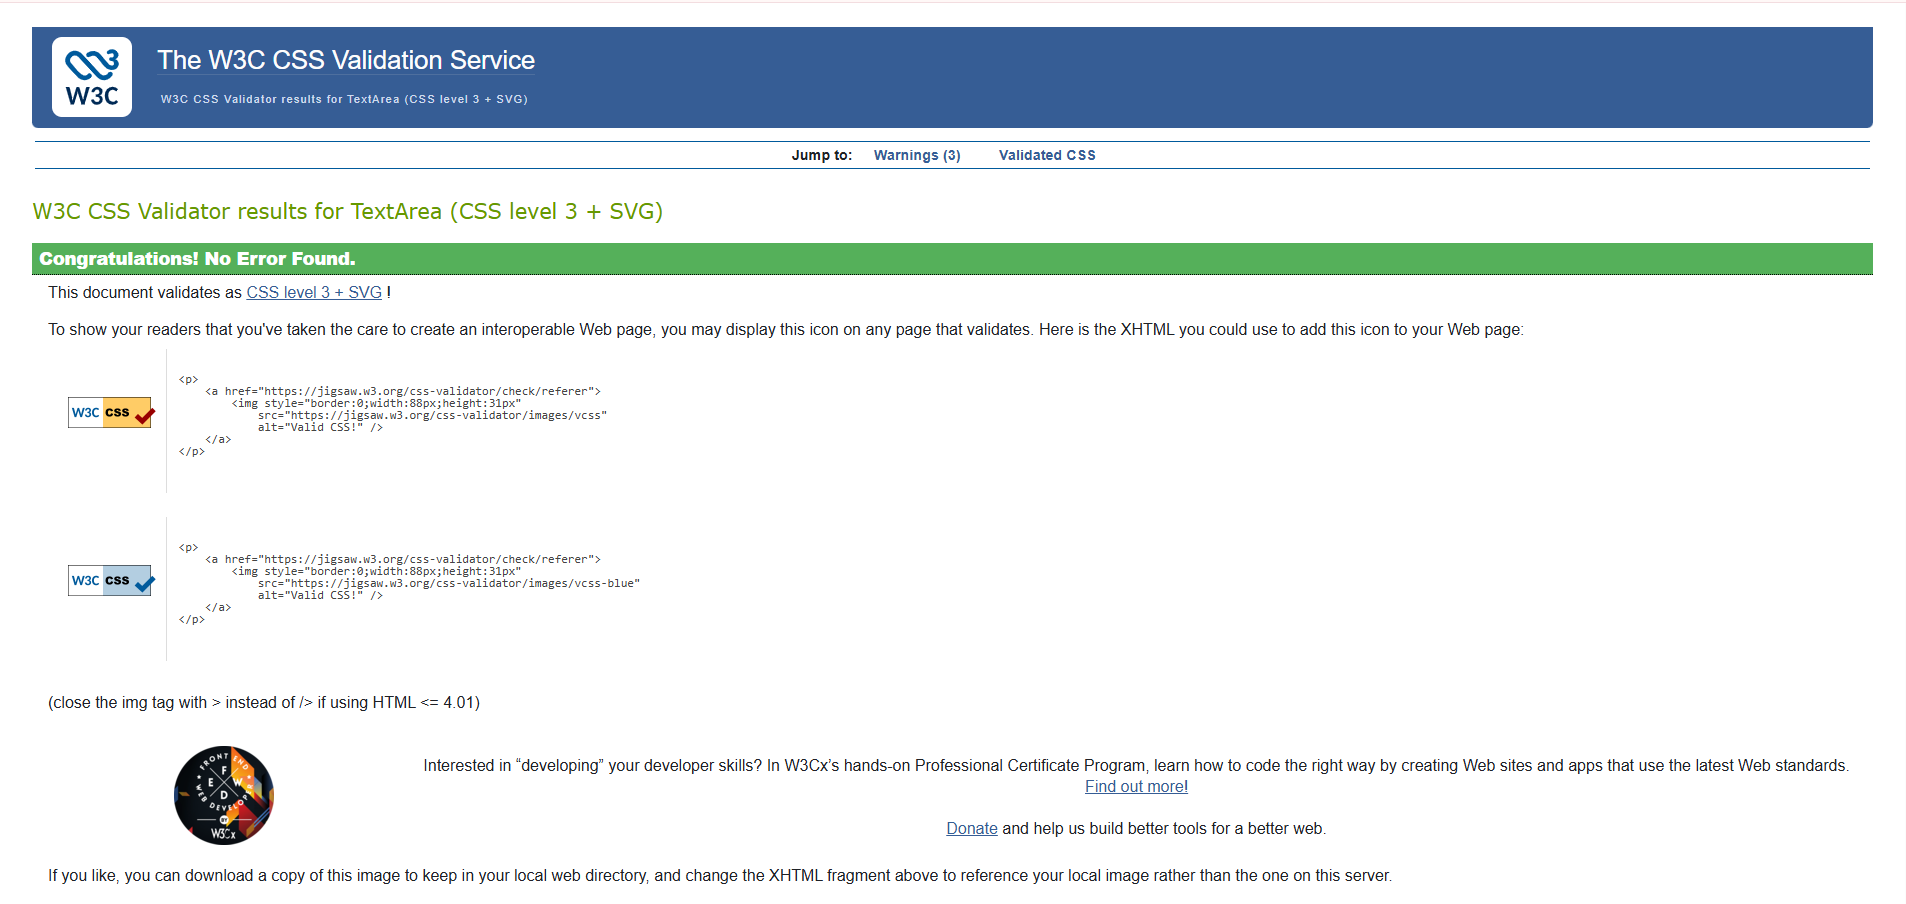 W3C
The W3C CSS Validation Service
W3C CSS Validator results for TextArea (CSS level 3 + SVG)
Jump to: Warnings (3) Validated CSS
W3C CSS Validator results for TextArea (CSS level 3 + SVG)
Congratulations! No Error Found.
This document validates as CSS level 3 + SVG !
To show your readers that you've taken the care to create an interoperable Web page, you may display this icon on any page that validates. Here is the XHTML you could use to add this icon to your Web page:
W3C css
<p>
<a href="https://jigsaw.w3.org/css-validator/check/referer">
<img style="border:0;width:88px;height:31px"
src="https://jigsaw.w3.org/css-validator/images/vcss"
alt="Valid CSS!" />
</a>
</p>
W3C css
<p>
<a href="https://jigsaw.w3.org/css-validator/check/referer">
<img style="border:0;width:88px;height:31px"
src="https://jigsaw.w3.org/css-validator/images/vcss-blue"
alt="Valid CSS!" />
</a>
</p>
(close the img tag with > instead of /> if using HTML <= 4.01)
FRONT END
F E W D
WEB DEVELOP
BY
W3Cx
Interested in “developing” your developer skills? In W3Cx’s hands-on Professional Certificate Program, learn how to code the right way by creating Web sites and apps that use the latest Web standards.
Find out more!
Donate and help us build better tools for a better web.
If you like, you can download a copy of this image to keep in your local web directory, and change the XHTML fragment above to reference your local image rather than the one on this server.